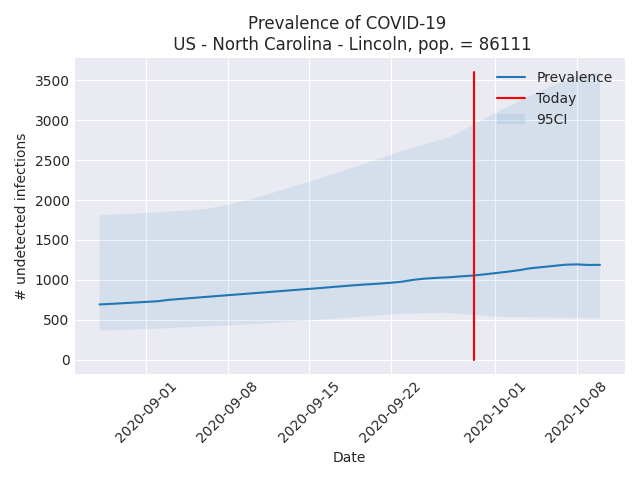 Prevalence of COVID-19
US - North Carolina - Lincoln, pop. = 86111
Prevalence
Today
95CI
# undetected infections
3500
3000
2500
2000
1500
1000
500
0
2020-09-01
2020-09-08
2020-09-15
2020-09-22
2020-10-01
2020-10-08
Date